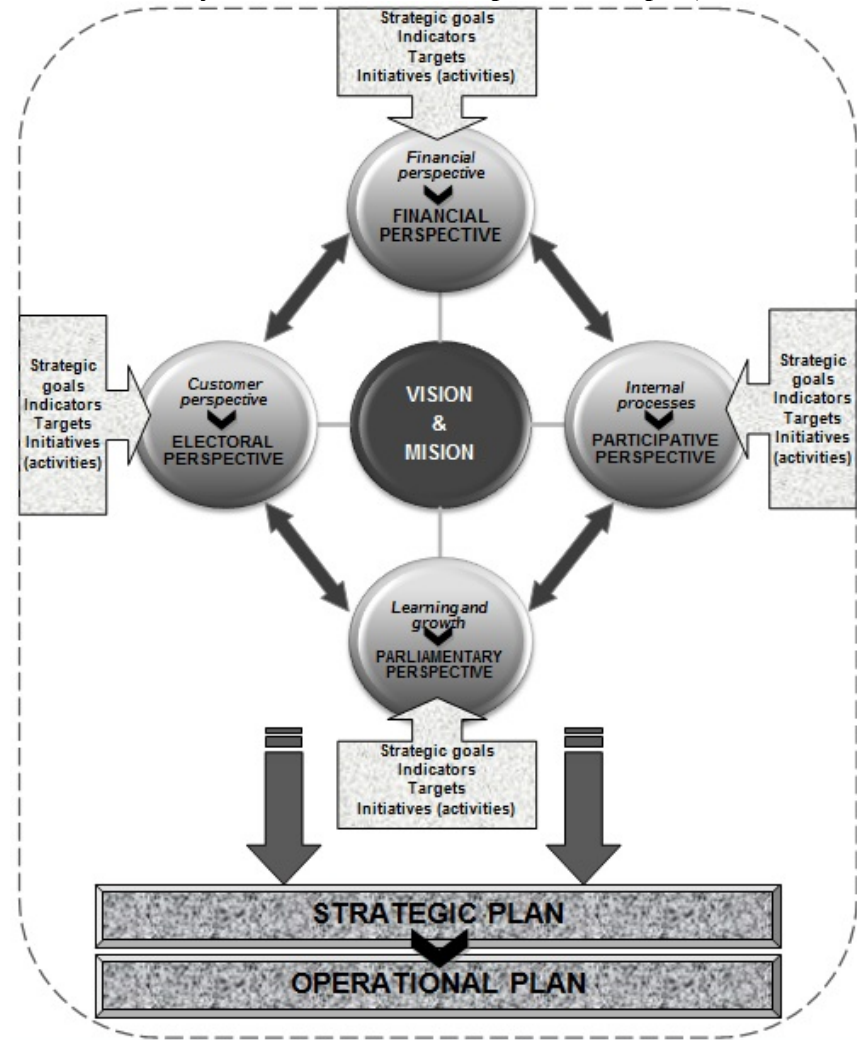 Strategic goals
Indicators
Targets
Initiatives (activities)
Financial
perspective
FINANCIAL
PERSPECTIVE
Strategic
goals
Indicators
Targets
Initiatives
(activities)
Customer
perspective
ELECTORAL
PERSPECTIVE
VISION
&
MISION
Internal
processes
PARTICIPATIVE
PERSPECTIVE
Strategic
goals
Indicators
Targets
Initiatives
(activities)
Learning and
growth
PARLIAMENTARY
PERSPECTIVE
Strategic goals
Indicators
Targets
Initiatives (activities)
STRATEGIC PLAN
OPERATIONAL PLAN